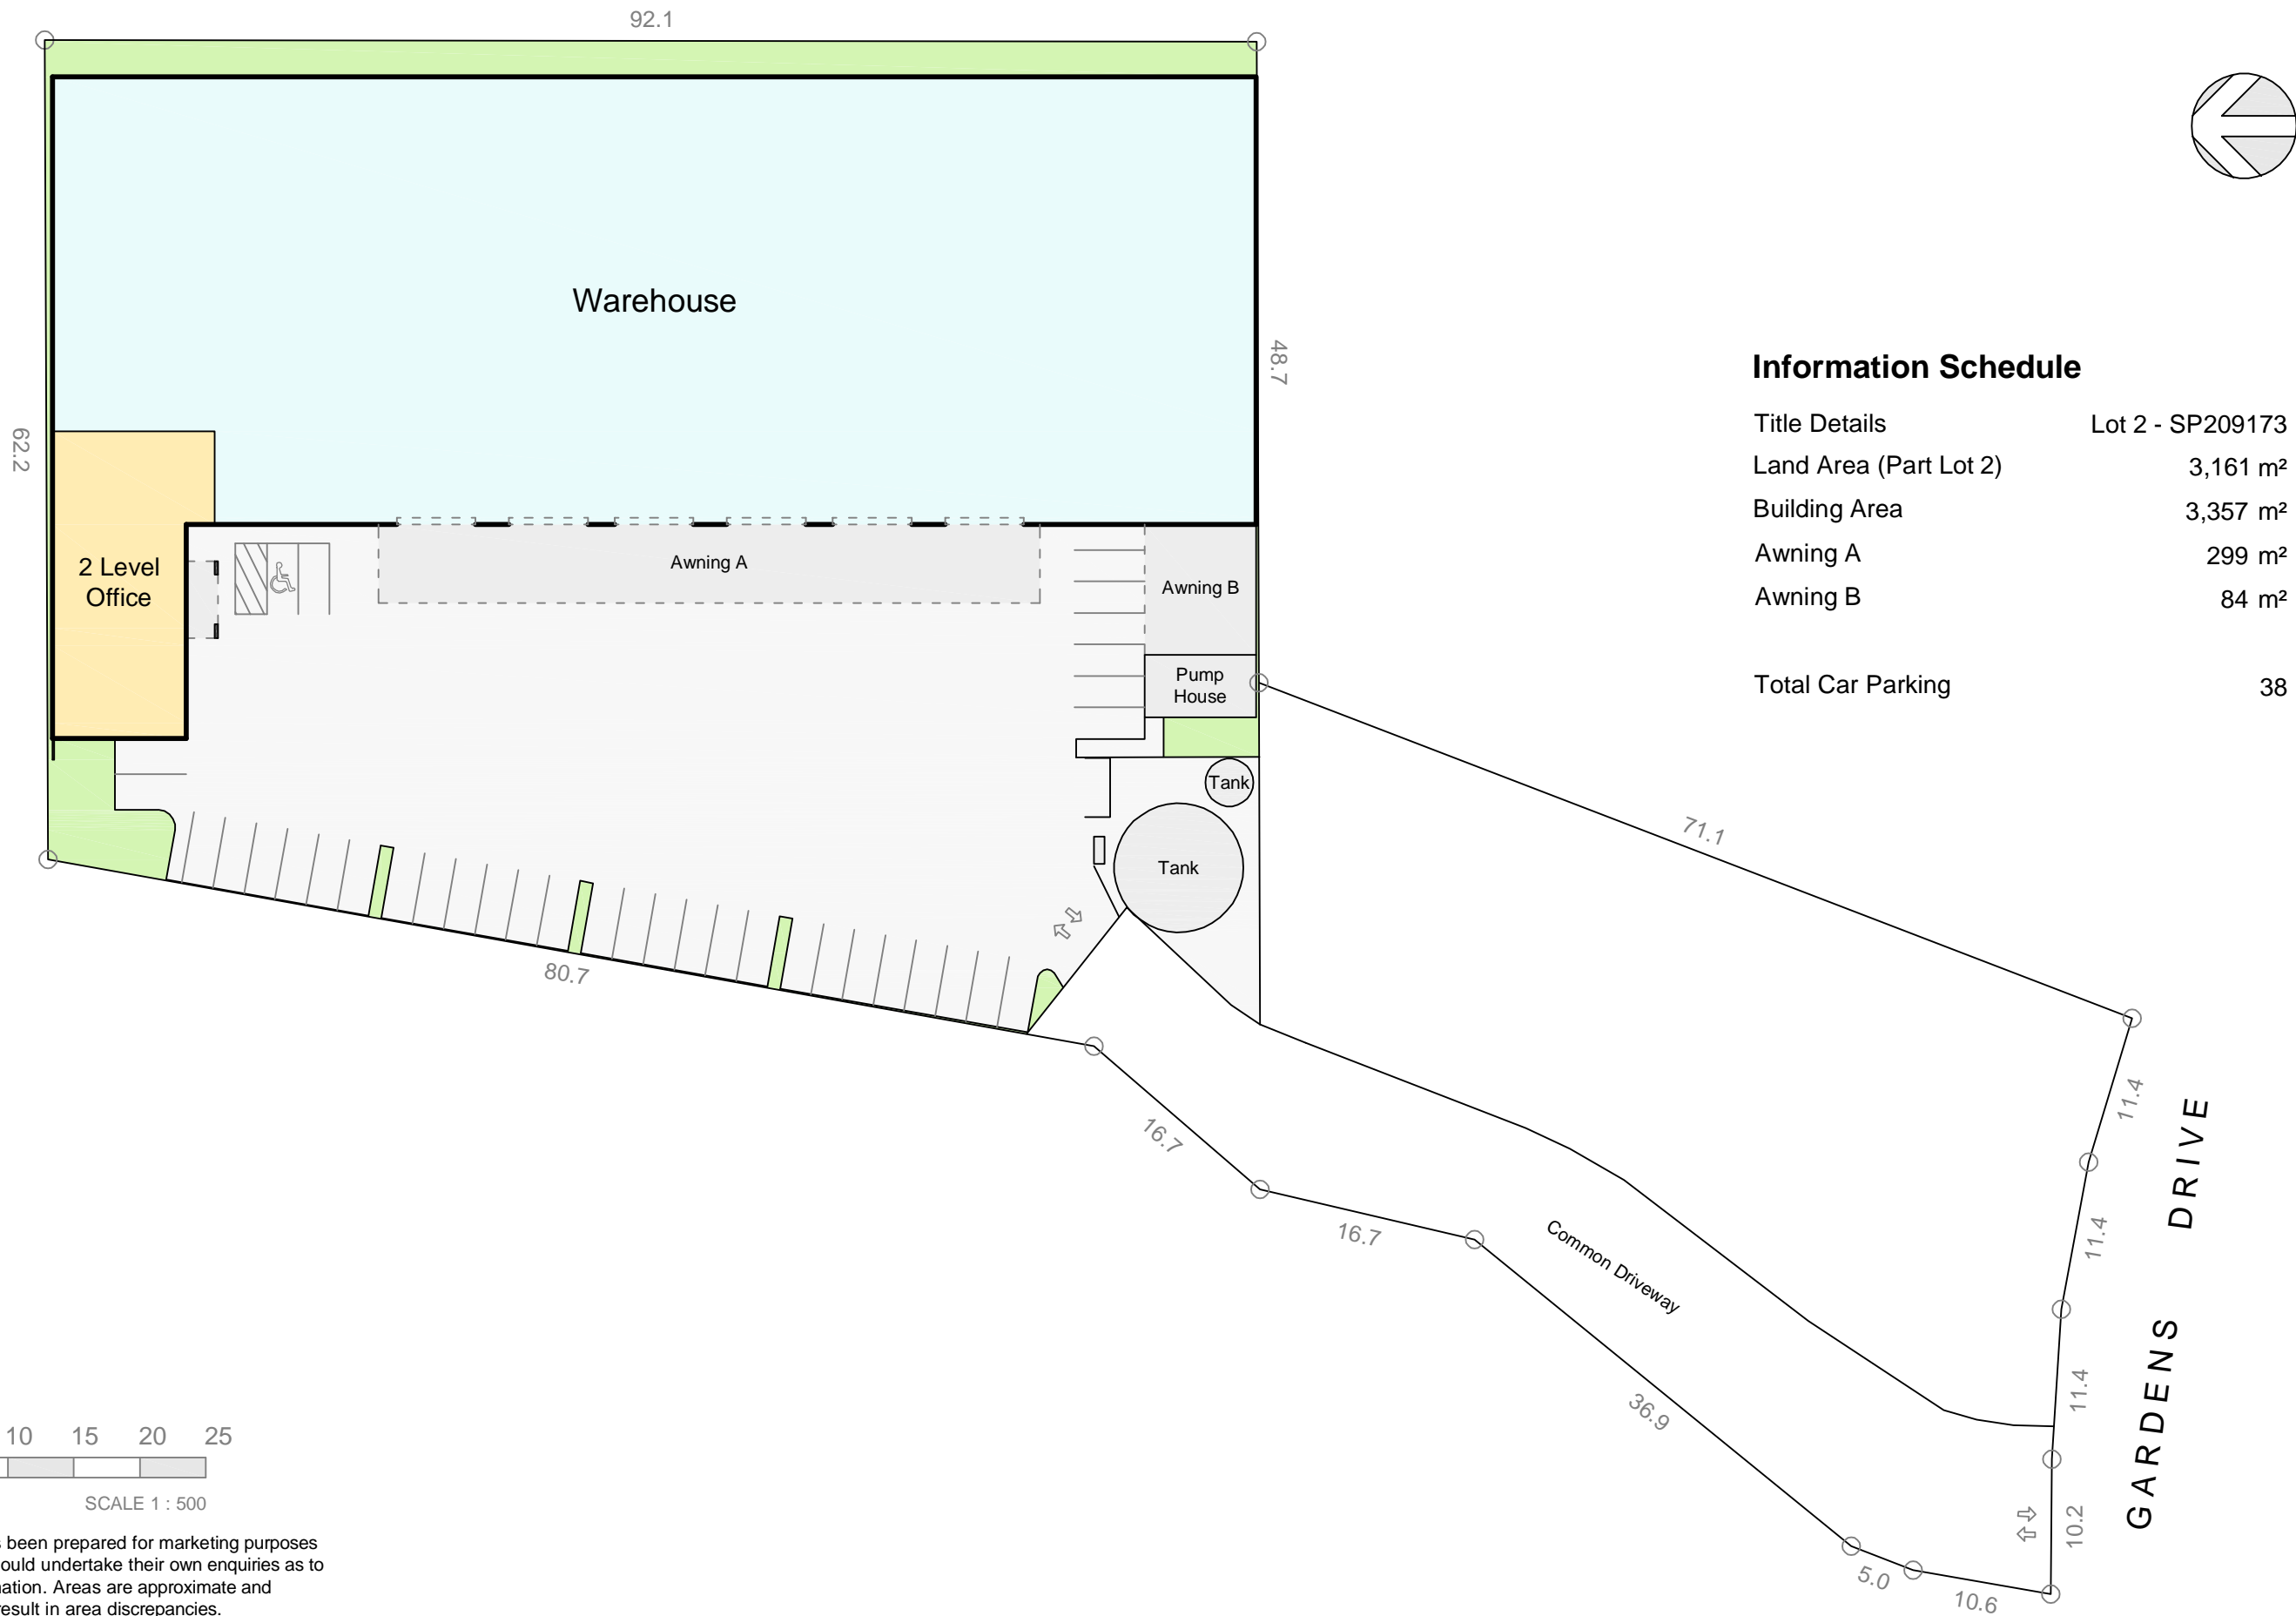 92.1
Warehouse
48.7
62.2
Information Schedule
Title Details Lot 2 - SP209173
Land Area (Part Lot 2) 3,161 m²
Building Area 3,357 m²
Awning A 299 m²
Awning B 84 m²
Total Car Parking 38
2 Level
Office
Awning A
Awning B
Pump
House
Tank
Tank
71.1
80.7
16.7
16.7
Common Driveway
36.9
5.0
10.6
10.2
11.4
11.4
11.4
GARDENS DRIVE
10 15 20 25
SCALE 1 : 500
been prepared for marketing purposes
undertake their own enquiries as to
Areas are approximate and
result in area discrepancies.